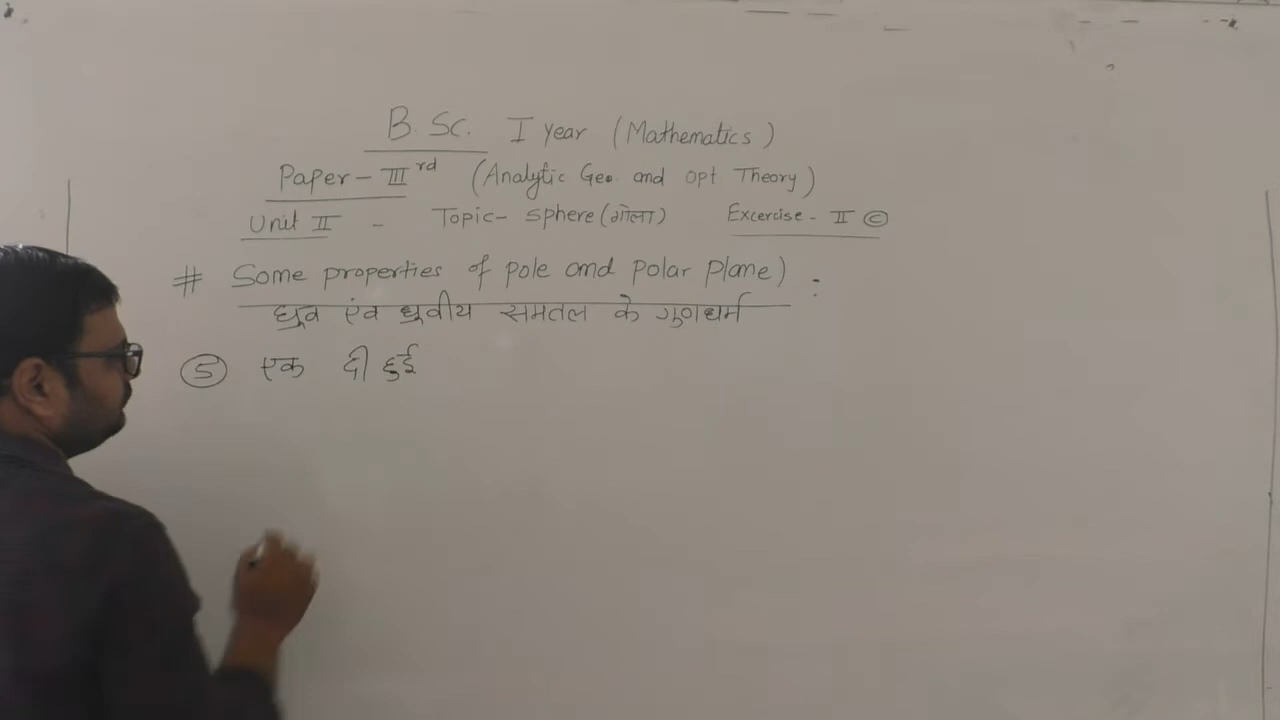 B. Sc. I Year (Mathematics)
Paper - III rd (Analytic Geo. and opt Theory)
Unit II - Topic - Sphere (गोला) Excercise - II ©
# Some properties of pole and polar plane) :
ध्रुव एंव ध्रुवीय समतल के गुणधर्म
⑤ एक दी हुई